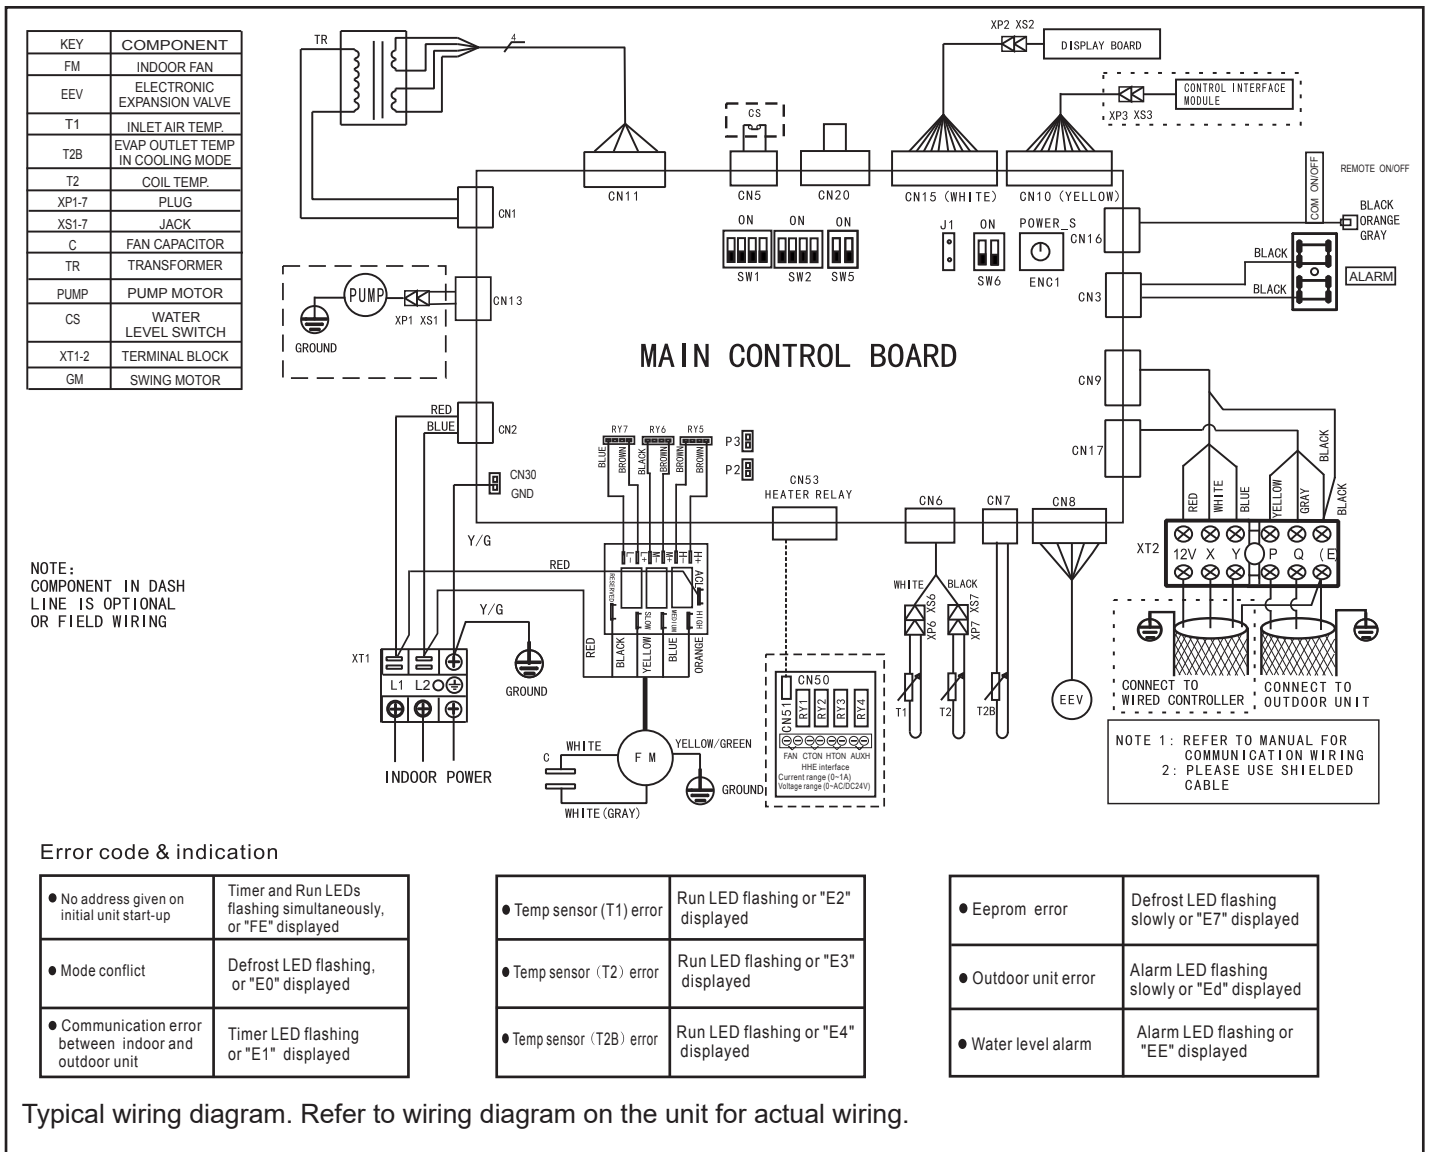 KEY COMPONENT
FM INDOOR FAN
EEV ELECTRONIC
EXPANSION VALVE
T1 INLET AIR TEMP.
T2B EVAP OUTLET TEMP
IN COOLING MODE
T2 COIL TEMP.
XP1-7 PLUG
XS1-7 JACK
C FAN CAPACITOR
TR TRANSFORMER
PUMP PUMP MOTOR
CS WATER
LEVEL SWITCH
XT1-2 TERMINAL BLOCK
GM SWING MOTOR
TR
4
XP2 XS2
DISPLAY BOARD
CONTROL INTERFACE
MODULE
XP3 XS3
CS
CN11
CN5
CN20
CN15 (WHITE)
CN10 (YELLOW)
CN1
ON
SW1
ON
SW2
ON
SW5
J1
ON
SW6
POWER_S
ENC1
CN16
COM ON/OFF
REMOTE ON/OFF
BLACK
ORANGE
GRAY
BLACK
BLACK
ALARM
CN3
PUMP
XP1 XS1
GROUND
CN13
MAIN CONTROL BOARD
CN9
CN17
RED
BLUE
CN2
CN30
GND
Y/G
RY7
RY6
RY5
BLUE
BROWN
BLACK
BROWN
BROWN
BROWN
P3
P2
CN53
HEATER RELAY
CN6
CN7
CN8
BLACK
RED
WHITE
BLUE
YELLOW
GRAY
BLACK
XT2
12V X Y P Q (E)
NOTE:
COMPONENT IN DASH
LINE IS OPTIONAL
OR FIELD WIRING
RED
Y/G
L-
L+
M-
M+
H-
H+
ACL
RESERVED
SLOW
MEDIUM
HIGH
RED
BLACK
YELLOW
BLUE
ORANGE
XT1
L1 L2
INDOOR POWER
GROUND
WHITE
C
F M
YELLOW/GREEN
GROUND
WHITE(GRAY)
CN50
CN51
RY1
RY2
RY3
RY4
FAN CTON HTON AUXH
HHE interface
Current range (0~1A)
Voltage range (0~AC/DC24V)
WHITE
BLACK
XP6 XS6
XP7 XS7
T1
T2
T2B
EEV
CONNECT TO
WIRED CONTROLLER
CONNECT TO
OUTDOOR UNIT
NOTE 1: REFER TO MANUAL FOR
COMMUNICATION WIRING
2: PLEASE USE SHIELDED
CABLE
Error code & indication
● No address given on
initial unit start-up
Timer and Run LEDs
flashing simultaneously,
or "FE" displayed
● Mode conflict
Defrost LED flashing,
or "E0" displayed
● Communication error
between indoor and
outdoor unit
Timer LED flashing
or "E1" displayed
● Temp sensor (T1) error
Run LED flashing or "E2"
displayed
● Temp sensor (T2) error
Run LED flashing or "E3"
displayed
● Temp sensor (T2B) error
Run LED flashing or "E4"
displayed
● Eeprom error
Defrost LED flashing
slowly or "E7" displayed
● Outdoor unit error
Alarm LED flashing
slowly or "Ed" displayed
● Water level alarm
Alarm LED flashing or
"EE" displayed
Typical wiring diagram. Refer to wiring diagram on the unit for actual wiring.